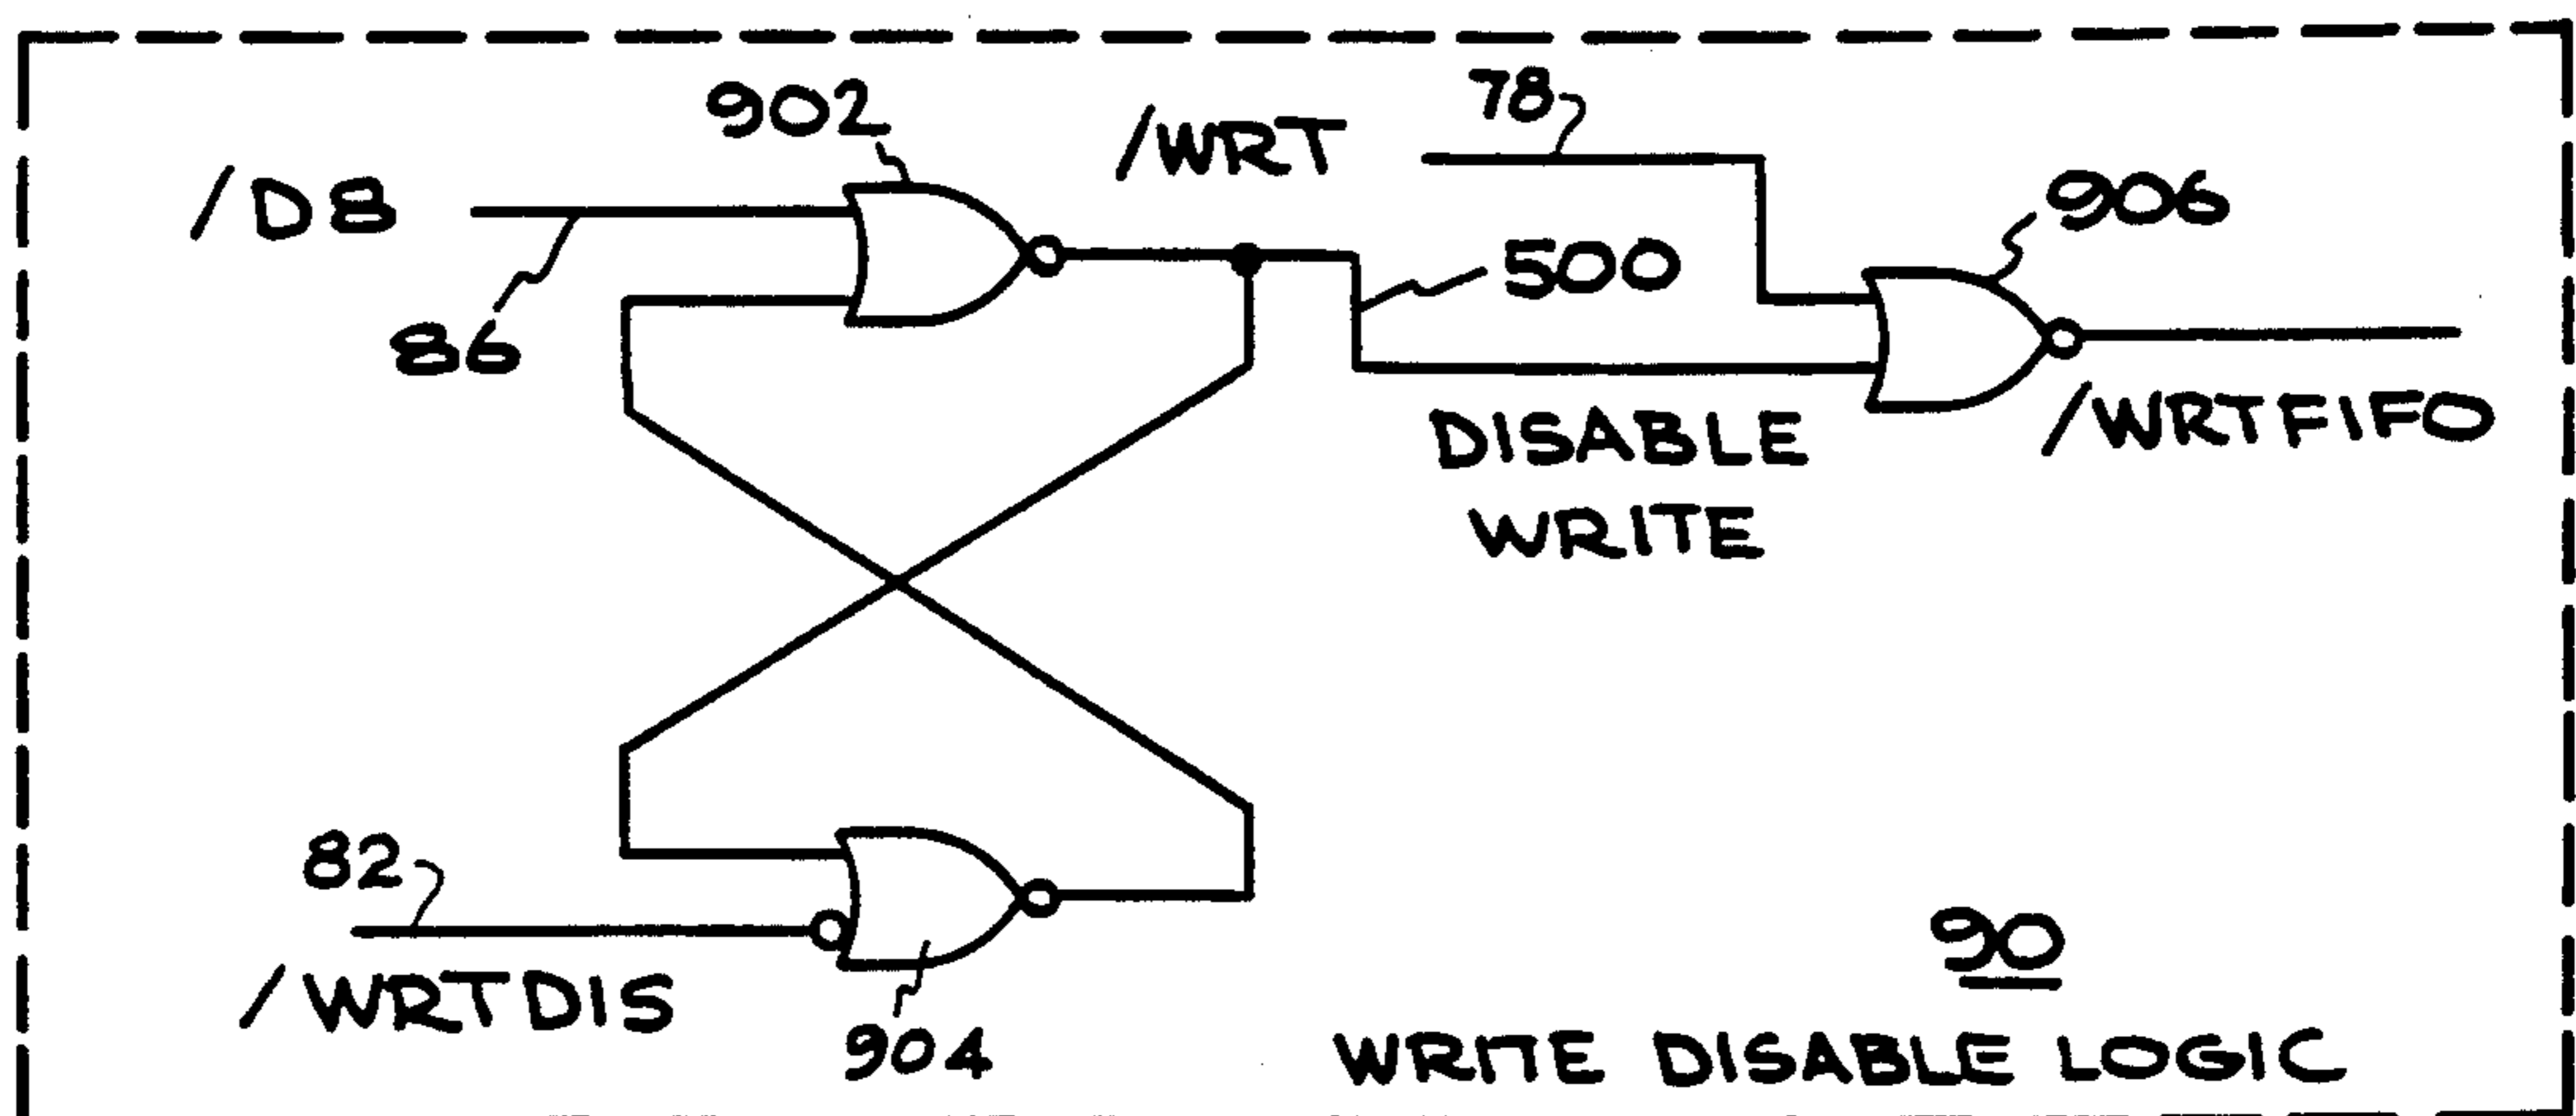 902
/WRT
78
/D8
906
500
86
/WRTFIFO
DISABLE
WRITE
82
/WRTDIS
904
90
WRITE DISABLE LOGIC